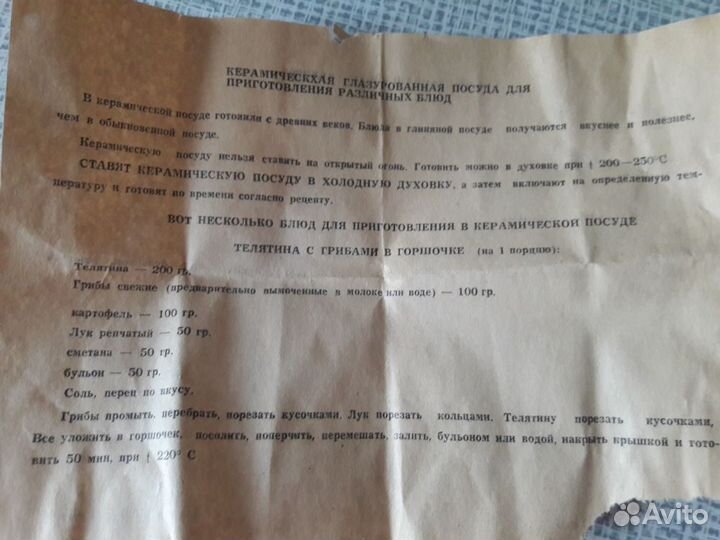 КЕРАМИЧЕСКХАЯ ГЛАЗУРОВАННАЯ ПОСУДА ДЛЯ
ПРИГОТОВЛЕНИЯ РАЗЛИЧНЫХ БЛЮД
В керамической посуде готовили с древних веков. Блюда в глиняной посуде получаются вкуснее и полезнее,
чем в обыкновенной посуде.
Керамическую посуду нельзя ставить на открытый огонь. Готовить можно в духовке при t 200—250°С
СТАВЯТ КЕРАМИЧЕСКУЮ ПОСУДУ В ХОЛОДНУЮ ДУХОВКУ, а затем включают на определенную тем-
пературу и готовят по времени согласно рецепту.
ВОТ НЕСКОЛЬКО БЛЮД ДЛЯ ПРИГОТОВЛЕНИЯ В КЕРАМИЧЕСКОЙ ПОСУДЕ
ТЕЛЯТИНА С ГРИБАМИ В ГОРШОЧКЕ (на 1 порцию):
Телятина — 200 гр.
Грибы свежие (предварительно вымоченные в молоке или воде) — 100 гр.
картофель — 100 гр.
Лук репчатый — 50 гр.
сметана — 50 гр.
бульон — 50 гр.
Соль, перец по вкусу.
Грибы промыть, перебрать, порезать кусочками. Лук порезать кольцами. Телятину порезать кусочками,
Все уложить в горшочек, посолить, поперчить, перемешать, залить, бульоном или водой, накрыть крышкой и гото-
вить 50 мин, при t 220° С
Avito